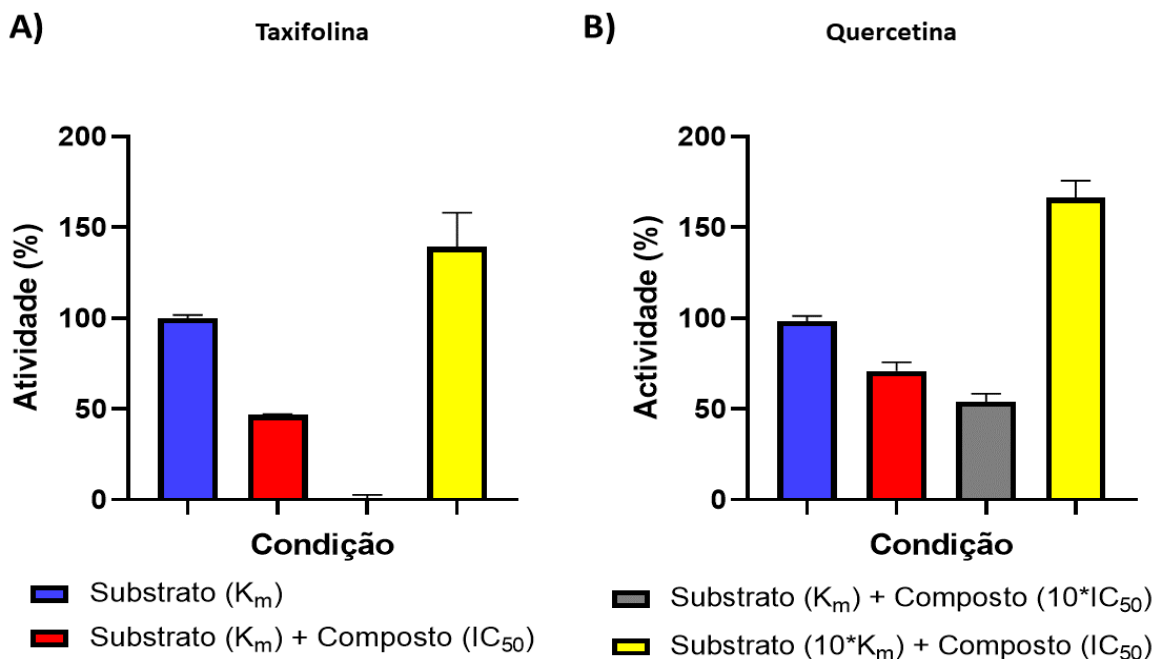 A)
Taxifolina
200
150
100
50
0
Atividade (%)
Condição
B)
Quercetina
200
150
100
50
0
Actividade (%)
Condição
Substrato (Km)
Substrato (Km) + Composto (IC50)
Substrato (Km) + Composto (10*IC50)
Substrato (10*Km) + Composto (IC50)